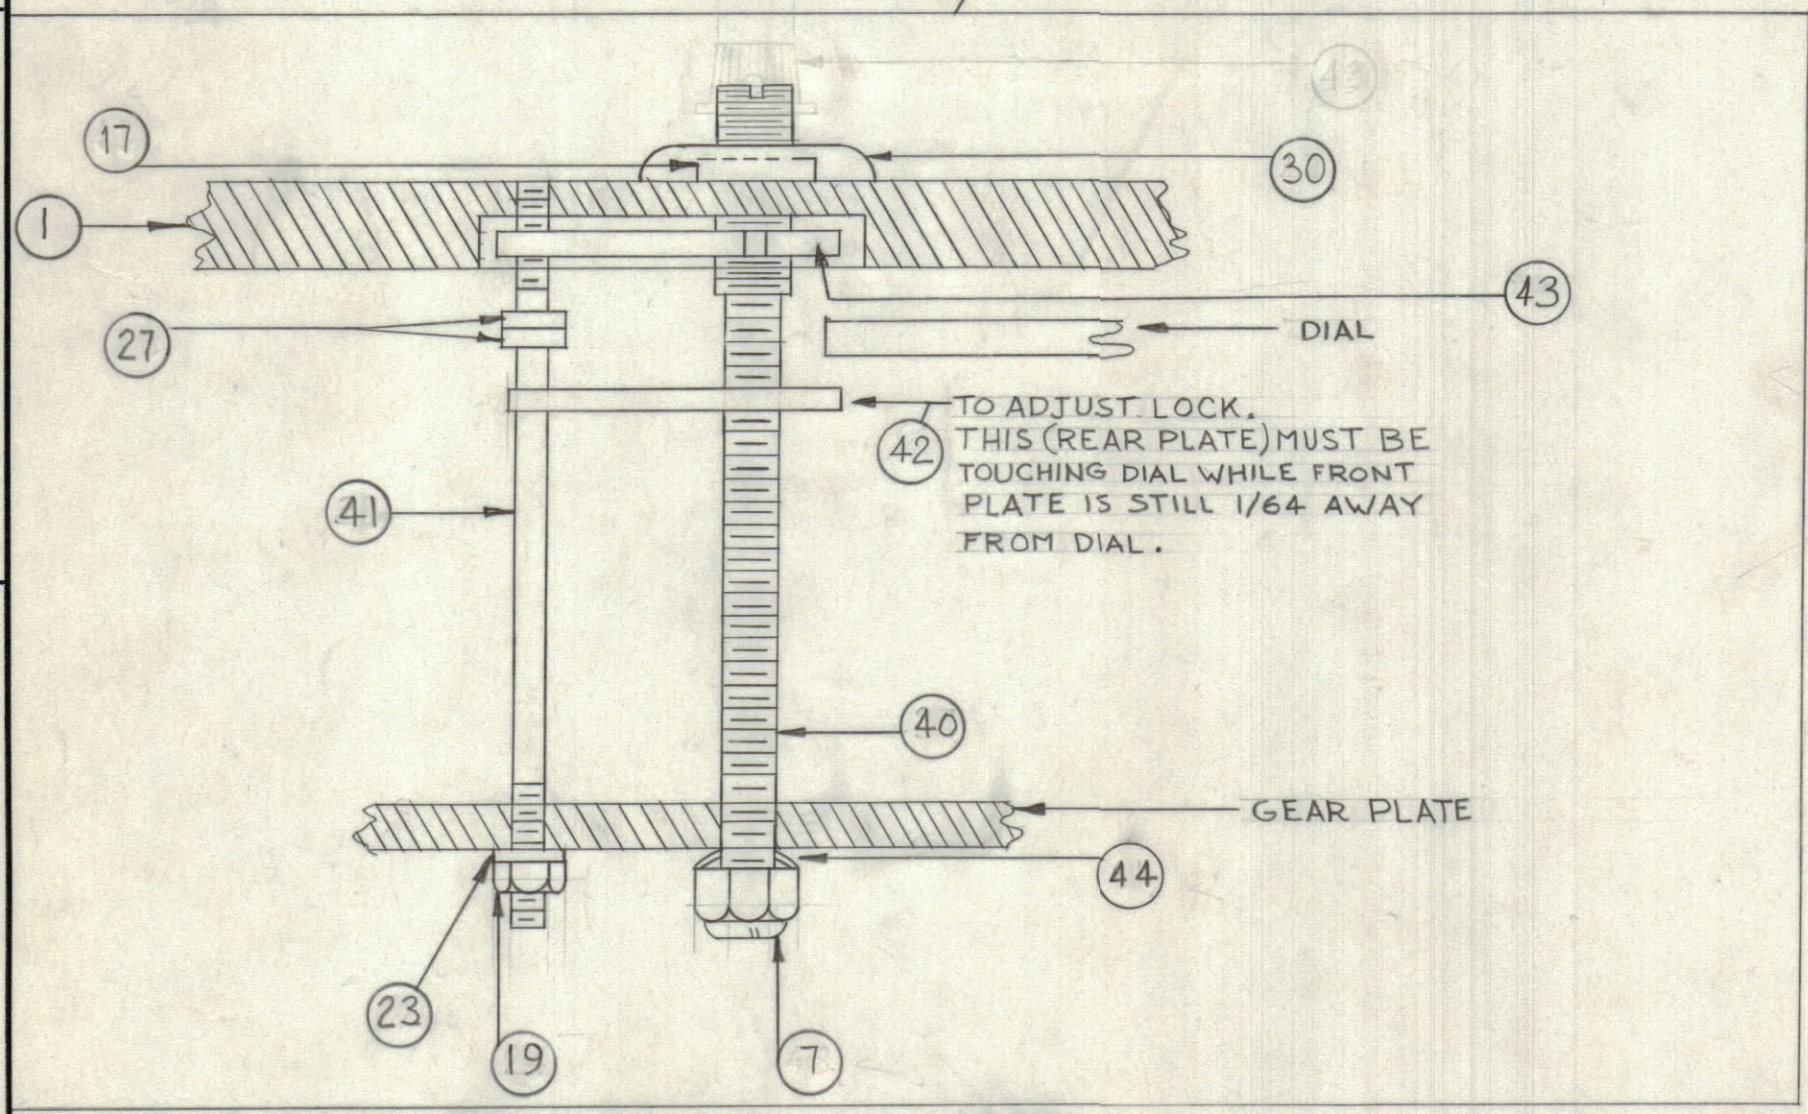 17
30
1
43
27
DIAL
TO ADJUST LOCK.
42 THIS (REAR PLATE) MUST BE
TOUCHING DIAL WHILE FRONT
PLATE IS STILL 1/64 AWAY
FROM DIAL.
41
40
GEAR PLATE
44
23
19
7